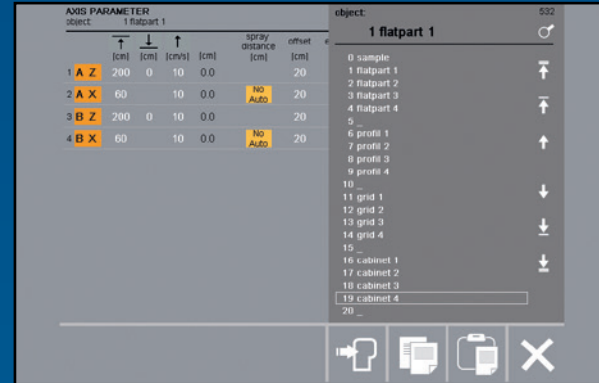 AXIS PARAMETER
object: 1 flatpart 1
spray distance offset
[cm] [cm] [cm/s] [cm] [cm] [cm]
1 A Z 200 0 10 0.0 20
2 A X 60 10 0.0 No Auto 20
3 B Z 200 0 10 0.0 20
4 B X 60 10 0.0 No Auto 20
object: 532
1 flatpart 1
0 sample
1 flatpart 1
2 flatpart 2
3 flatpart 3
4 flatpart 4
5 _
6 profil 1
7 profil 2
8 profil 3
9 profil 4
10 _
11 grid 1
12 grid 2
13 grid 3
14 grid 4
15 _
16 cabinet 1
17 cabinet 2
18 cabinet 3
19 cabinet 4
20 _